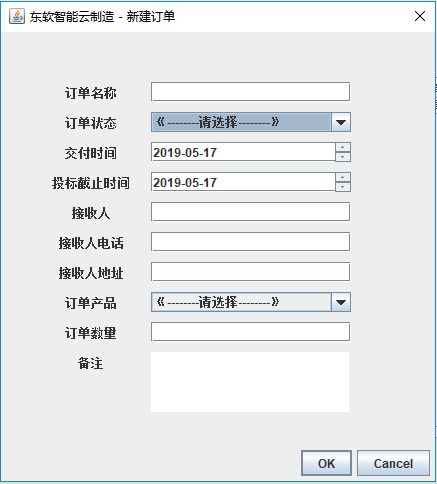 东软智能云制造 - 新建订单
订单名称
订单状态 《 --------请选择--------》
交付时间 2019-05-17
投标截止时间 2019-05-17
接收人
接收人电话
接收人地址
订单产品 《 --------请选择--------》
订单数量
备注
OK Cancel